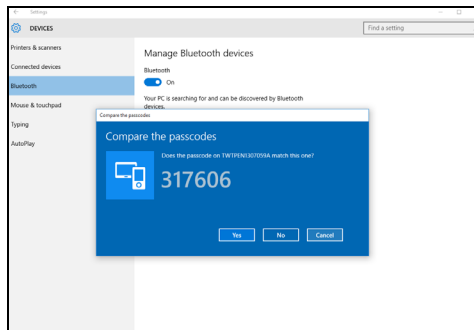 Settings
DEVICES
Find a setting
Printers & scanners
Connected devices
Bluetooth
Mouse & touchpad
Typing
AutoPlay
Manage Bluetooth devices
Bluetooth
On
Your PC is searching for and can be discovered by Bluetooth
devices.
Compare the passcodes
Compare the passcodes
Does the passcode on TWTIPEN1307059A match this one?
317606
Yes
No
Cancel